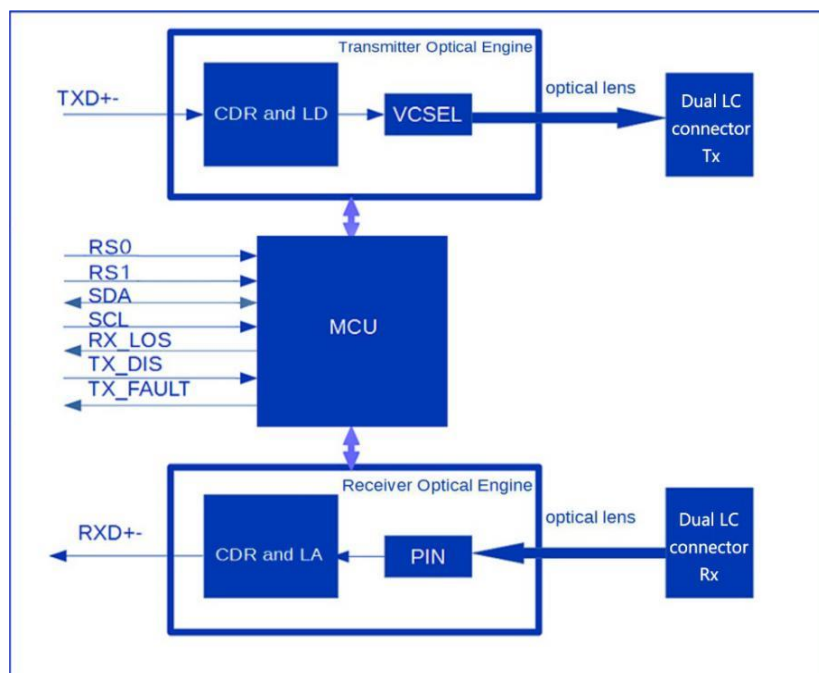 Transmitter Optical Engine
TXD+-
CDR and LD
VCSEL
optical lens
Dual LC
connector
Tx
RS0
RS1
SDA
SCL
RX_LOS
TX_DIS
TX_FAULT
MCU
Receiver Optical Engine
RXD+-
CDR and LA
PIN
optical lens
Dual LC
connector
Rx